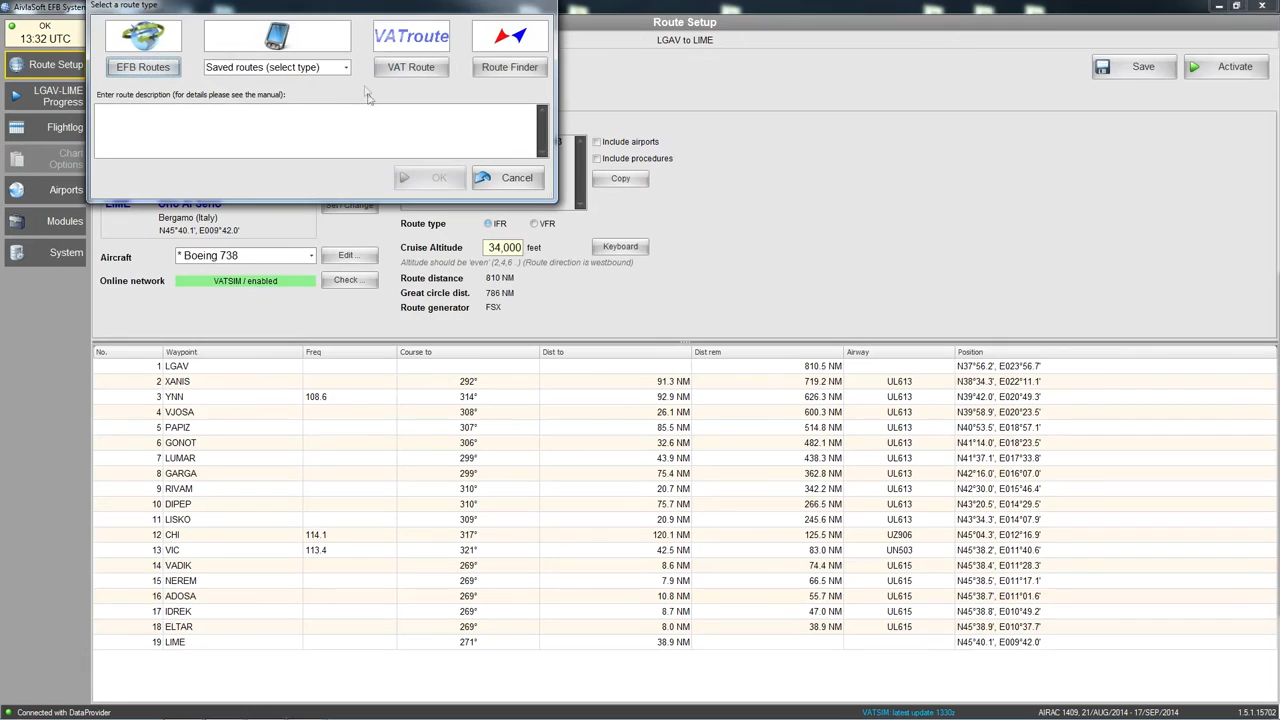 AivlaSoft EFB System
Select a route type
OK
13:32 UTC
Route Setup
LGAV to LIME
VATroute
EFB Routes
Saved routes (select type)
VAT Route
Route Finder
Save
Activate
Enter route description (for details please see the manual):
OK
Cancel
Route Setup
LGAV-LIME
Progress
Flightlog
Chart
Options
Airports
Modules
System
Include airports
Include procedures
Copy
LIME
Orio Al Serio
Set / Change
Bergamo (Italy)
N45°40.1', E009°42.0'
Route type
IFR
VFR
Aircraft
* Boeing 738
Edit ...
Cruise Altitude
34,000
feet
Keyboard
Altitude should be 'even' (2,4,6 ..) (Route direction is westbound)
Online network
VATSIM / enabled
Check ...
Route distance
810 NM
Great circle dist.
786 NM
Route generator
FSX
No. Waypoint Freq Course to Dist to Dist rem Airway Position
1 LGAV 810.5 NM N37°56.2', E023°56.7'
2 XANIS 292° 91.3 NM 719.2 NM UL613 N38°34.3', E022°11.1'
3 YNN 108.6 314° 92.9 NM 626.3 NM UL613 N39°42.0', E020°49.3'
4 VJOSA 308° 26.1 NM 600.3 NM UL613 N39°58.9', E020°23.5'
5 PAPIZ 307° 85.5 NM 514.8 NM UL613 N40°53.5', E018°57.1'
6 GONOT 306° 32.6 NM 482.1 NM UL613 N41°14.0', E018°23.5'
7 LUMAR 299° 43.9 NM 438.3 NM UL613 N41°37.1', E017°33.8'
8 GARGA 299° 75.4 NM 362.8 NM UL613 N42°16.0', E016°07.0'
9 RIVAM 310° 20.7 NM 342.2 NM UL613 N42°30.0', E015°46.4'
10 DIPEP 310° 75.7 NM 266.5 NM UL613 N43°20.5', E014°29.5'
11 LISKO 309° 20.9 NM 245.6 NM UL613 N43°34.3', E014°07.9'
12 CHI 114.1 317° 120.1 NM 125.5 NM UZ906 N45°04.3', E012°16.9'
13 VIC 113.4 321° 42.5 NM 83.0 NM UN503 N45°38.2', E011°40.6'
14 VADIK 269° 8.6 NM 74.4 NM UL615 N45°38.4', E011°28.3'
15 NEREM 269° 7.9 NM 66.5 NM UL615 N45°38.5', E011°17.1'
16 ADOSA 269° 10.8 NM 55.7 NM UL615 N45°38.7', E011°01.6'
17 IDREK 269° 8.7 NM 47.0 NM UL615 N45°38.8', E010°49.2'
18 ELTAR 269° 8.0 NM 38.9 NM UL615 N45°38.9', E010°37.7'
19 LIME 271° 38.9 NM N45°40.1', E009°42.0'
Connected with DataProvider
VATSIM: latest update 1330z
AIRAC 1409, 21/AUG/2014 - 17/SEP/2014
1.5.1.15702